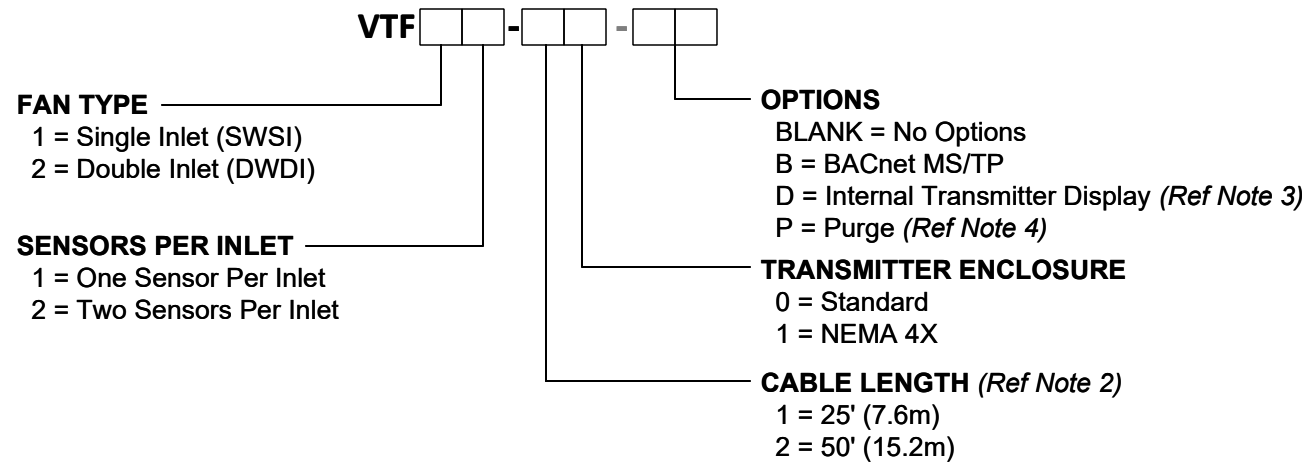 VTF - -
FAN TYPE
1 = Single Inlet (SWSI)
2 = Double Inlet (DWDI)
SENSORS PER INLET
1 = One Sensor Per Inlet
2 = Two Sensors Per Inlet
OPTIONS
BLANK = No Options
B = BACnet MS/TP
D = Internal Transmitter Display (Ref Note 3)
P = Purge (Ref Note 4)
TRANSMITTER ENCLOSURE
0 = Standard
1 = NEMA 4X
CABLE LENGTH (Ref Note 2)
1 = 25' (7.6m)
2 = 50' (15.2m)